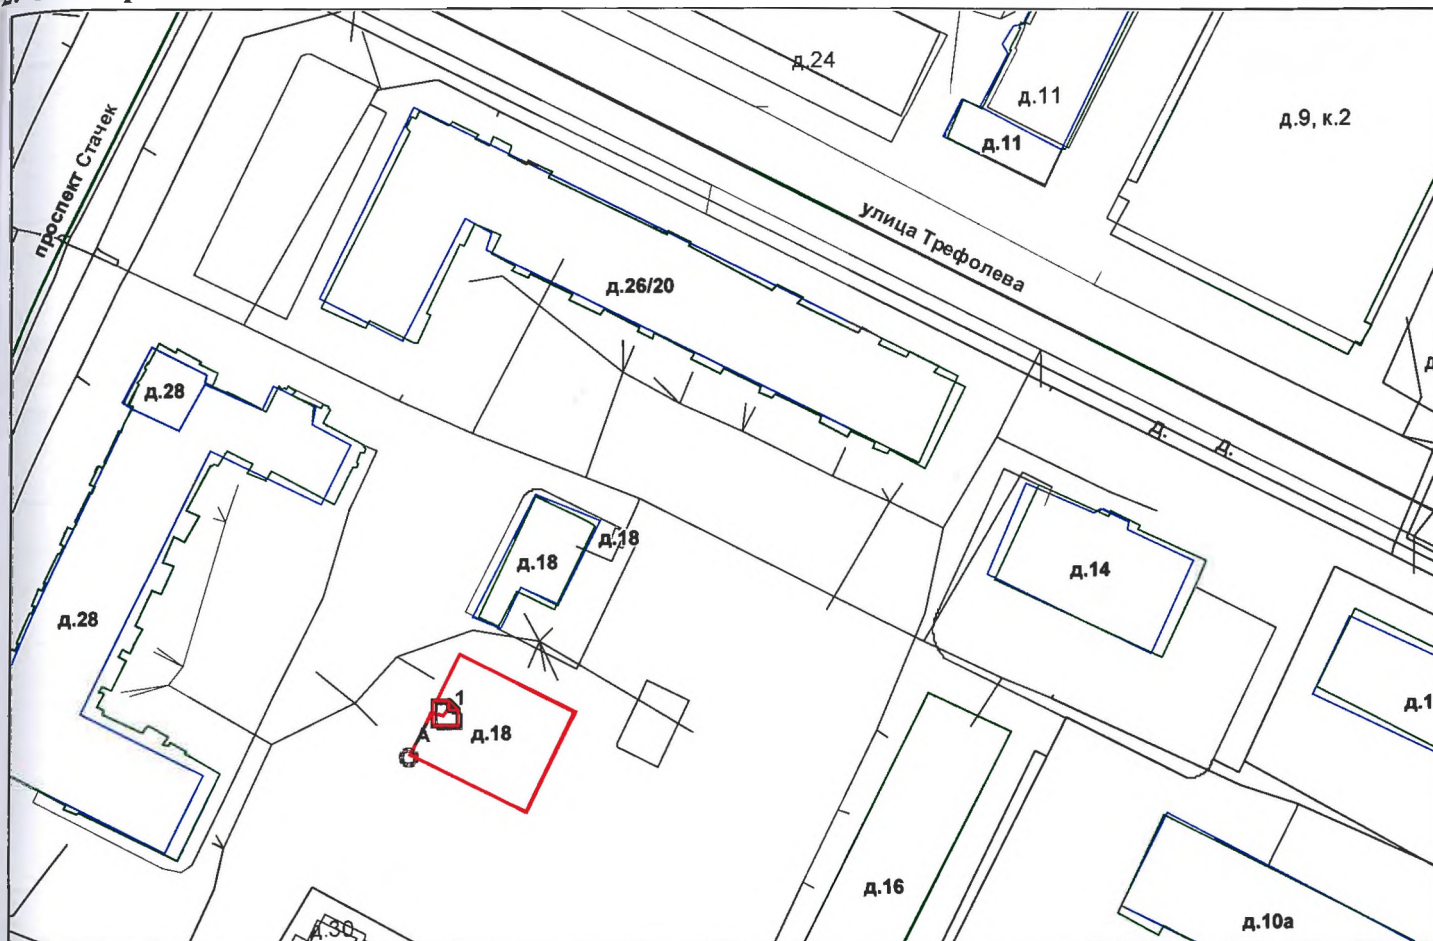 д.24
д.11
д.9, к.2
д.11
проспект Стачек
улица Трефолева
д.26/20
д.28
д.
д.
д.18
д.18
д.14
д.28
1
д.18
А
д.16
д.10а
д.30